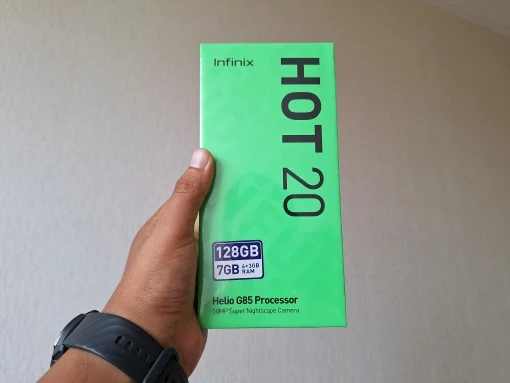 Infinix
HOT 20
128GB
7GB 4+3GB RAM
Helio G85 Processor
50MP Super Nightscape Camera